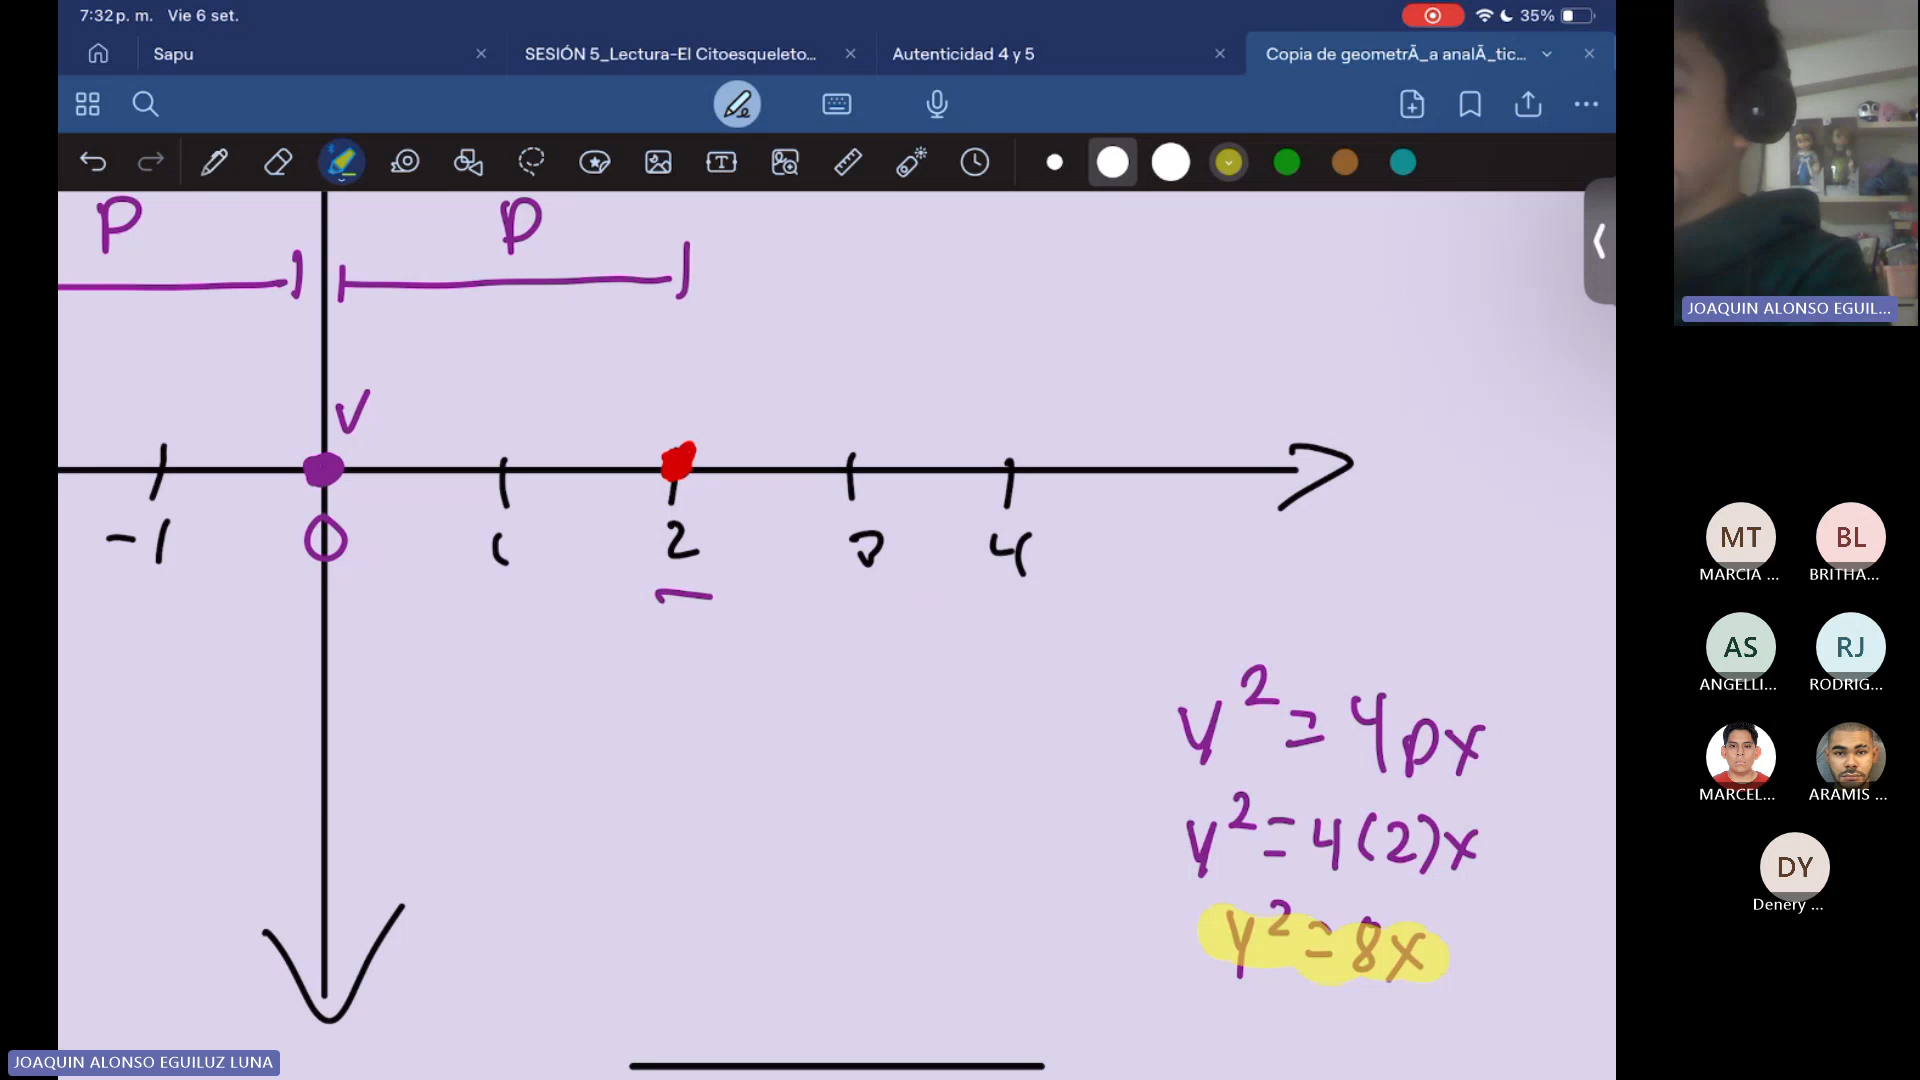 7:32 p. m. Vie 6 set.
35%
Sapu
SESIÓN 5_Lectura-El Citoesqueleto...
Autenticidad 4 y 5
Copia de geometrÃ_a analÃ_tic...
JOAQUIN ALONSO EGUIL...
P
P
V
-1 0 1 2 3 4
MT
BL
MARCIA ...
BRITHA...
AS
RJ
ANGELLI...
RODRIG...
y² = 4px
MARCEL...
ARAMIS ...
y² = 4(2)x
DY
Denery ...
y² = 8x
JOAQUIN ALONSO EGUILUZ LUNA